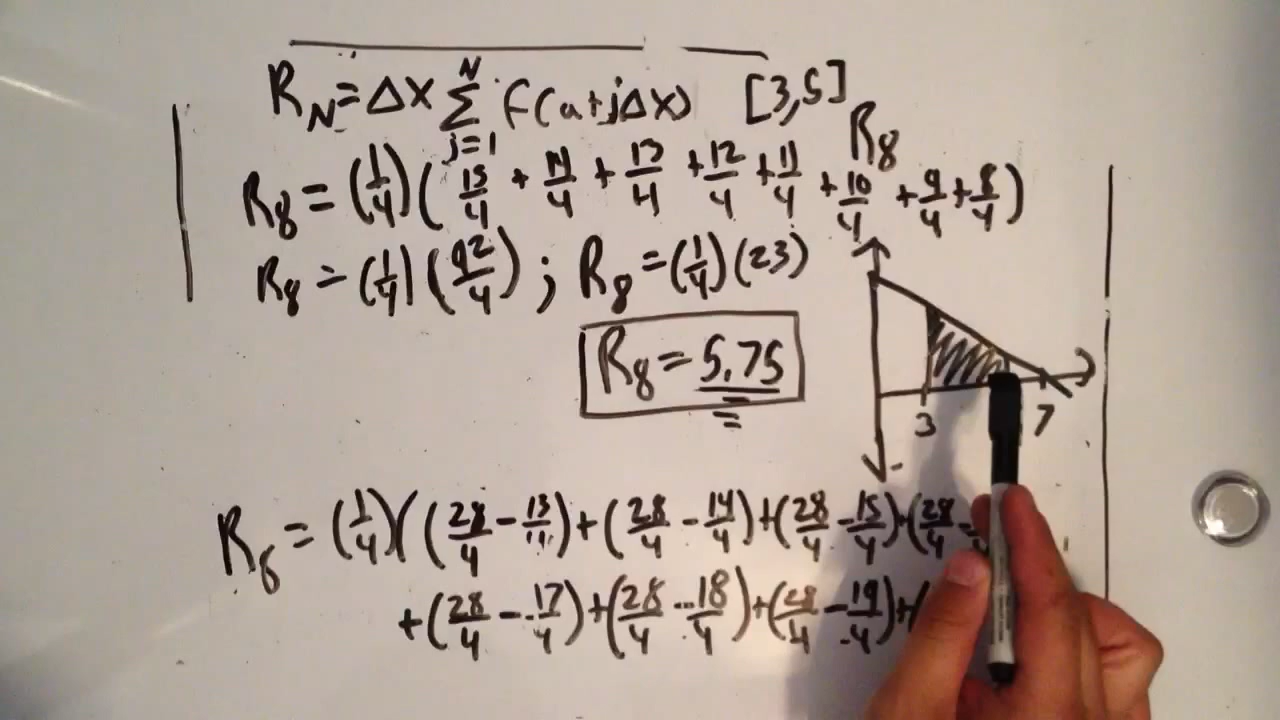 R_N = Δx Σ_{j=1}^{N} f(a+jΔx) [3,5]
R_8
R_8 = (1/4)(15/4 + 14/4 + 13/4 + 12/4 + 11/4 + 10/4 + 9/4 + 8/4)
R_8 = (1/4)(92/4) ; R_8 = (1/4)(23)
R_8 = 5.75
3 7
R_8 = (1/4)((28/4 - 13/4) + (28/4 - 14/4) + (28/4 - 15/4) + (28/4 -
+ (28/4 - 17/4) + (28/4 - 18/4) + (28/4 - 19/4) + (